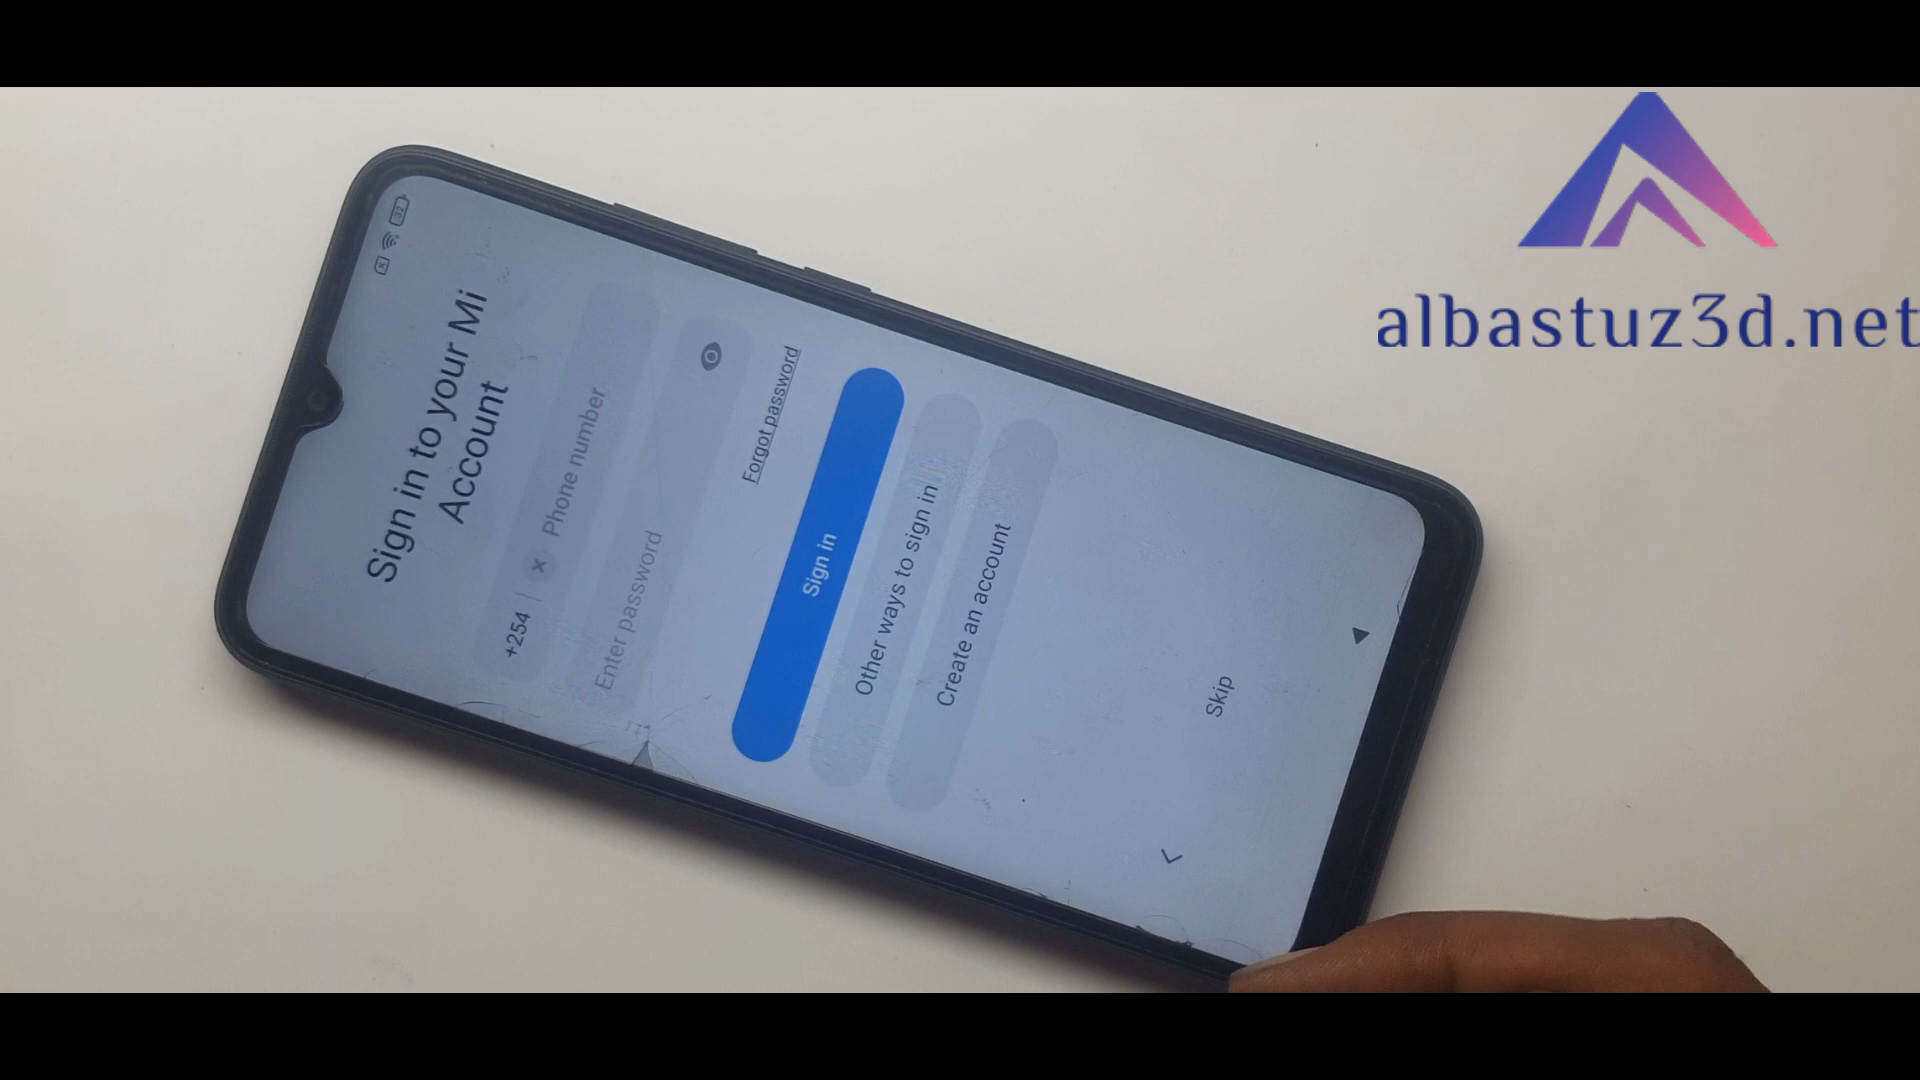 Sign in to your Mi
Account
+254 Phone number
Enter password
Forgot password
Sign in
Other ways to sign in
Create an account
Skip
albastuz3d.net